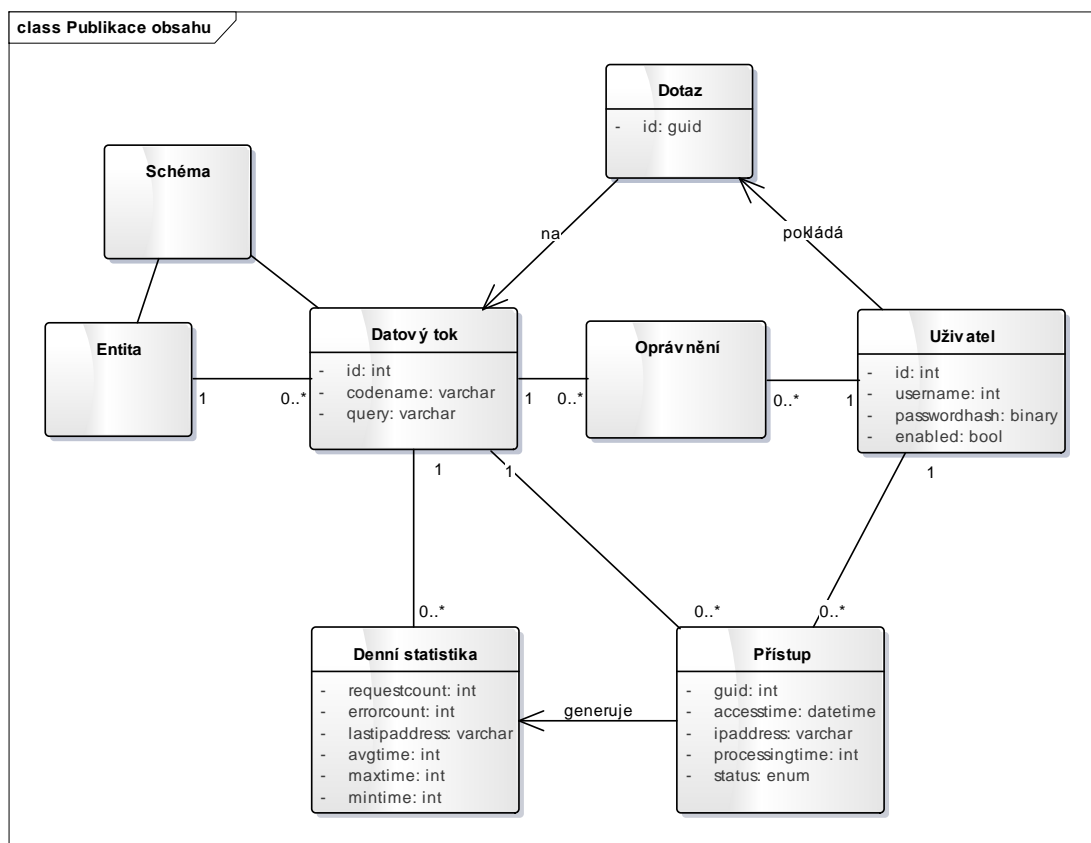 class Publikace obsahu
Dotaz
- id: guid
Schéma
na
pokládá
Entita
Datový tok
- id: int
- codename: varchar
- query: varchar
Oprávnění
Uživatel
- id: int
- username: int
- passwordhash: binary
- enabled: bool
1
0..*
1
0..*
0..*
1
1
1
1
0..*
0..*
0..*
Denní statistika
- requestcount: int
- errorcount: int
- lastipaddress: varchar
- avgtime: int
- maxtime: int
- mintime: int
generuje
Přístup
- guid: int
- accesstime: datetime
- ipaddress: varchar
- processingtime: int
- status: enum